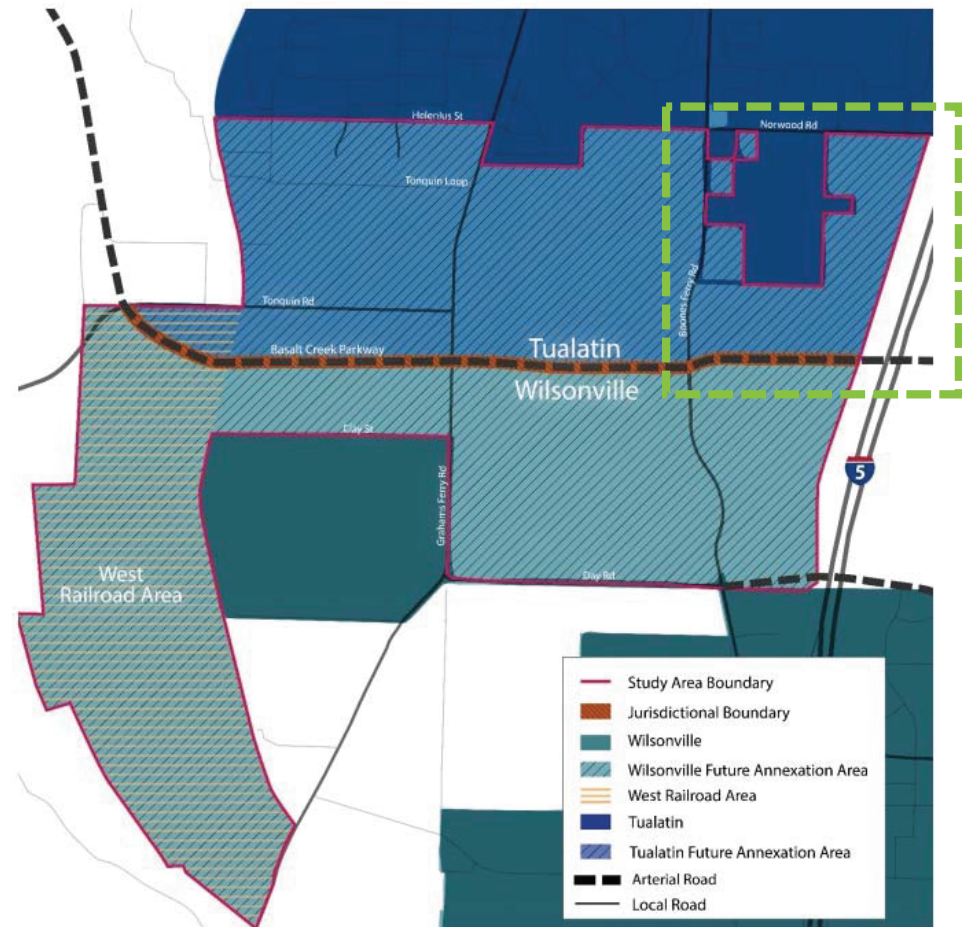 Helenius St
Norwood Rd
Tonquin Loop
Boones Ferry Rd
Tonquin Rd
Basalt Creek Parkway
Tualatin
Wilsonville
Clay St
Grahams Ferry Rd
5
West
Railroad Area
Day Rd
Study Area Boundary
Jurisdictional Boundary
Wilsonville
Wilsonville Future Annexation Area
West Railroad Area
Tualatin
Tualatin Future Annexation Area
Arterial Road
Local Road